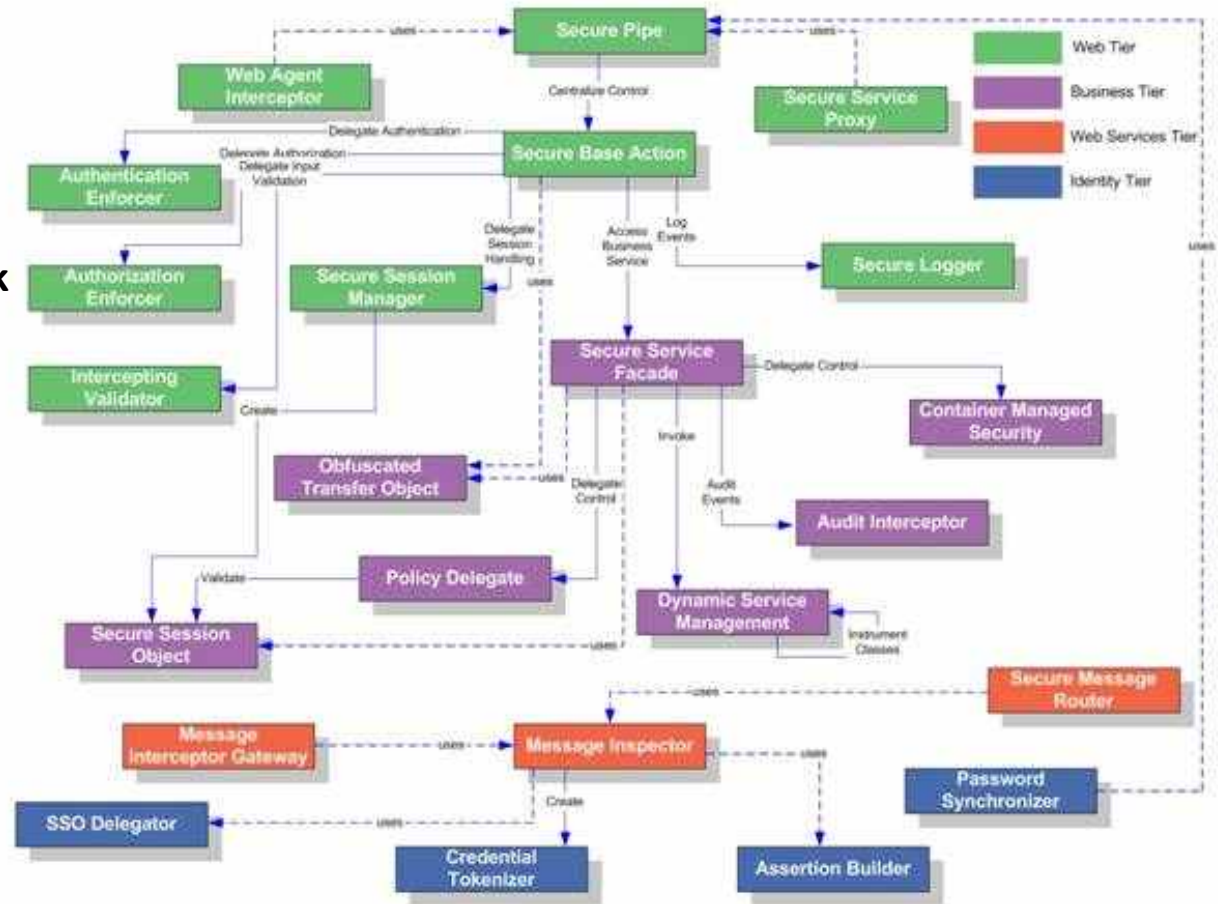 uses
Secure Pipe
uses
Web Tier
Web Agent
Interceptor
Centralize Control
Secure Service
Proxy
Business Tier
Delegate Authentication
Web Services Tier
Delegate Authorization
Delegate Input
Validation
Secure Base Action
Authentication
Enforcer
Identity Tier
Delegate
Session
Handling
Access
Business
Service
Log
Events
uses
k
Authorization
Enforcer
Secure Session
Manager
uses
Secure Logger
Secure Service
Facade
Delegate Control
Intercepting
Validator
Create
Container Managed
Security
Invoke
Obfuscated
Transfer Object
uses
Delegate
Control
Audit
Events
Audit Interceptor
Validate
Policy Delegate
Dynamic Service
Management
Secure Session
Object
uses
Instrument
Classes
Secure Message
Router
uses
Message
Interceptor Gateway
uses
Message Inspector
uses
Password
Synchronizer
Create
SSO Delegator
uses
Credential
Tokenizer
Assertion Builder